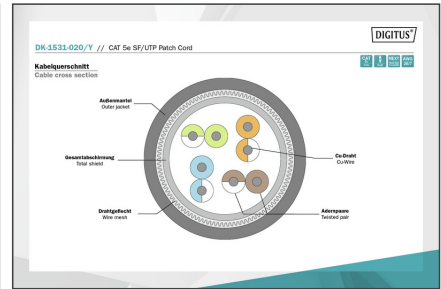 DIGITUS®
DK-1531-020/Y // CAT 5e SF/UTP Patch Cord
Kabelquerschnitt
Cable cross section
Außenmantel
Outer jacket
Gesamtabschirmung
Total shield
Drahtgeflecht
Wire mesh
Cu-Draht
Cu-Wire
Adernpaare
Twisted pair